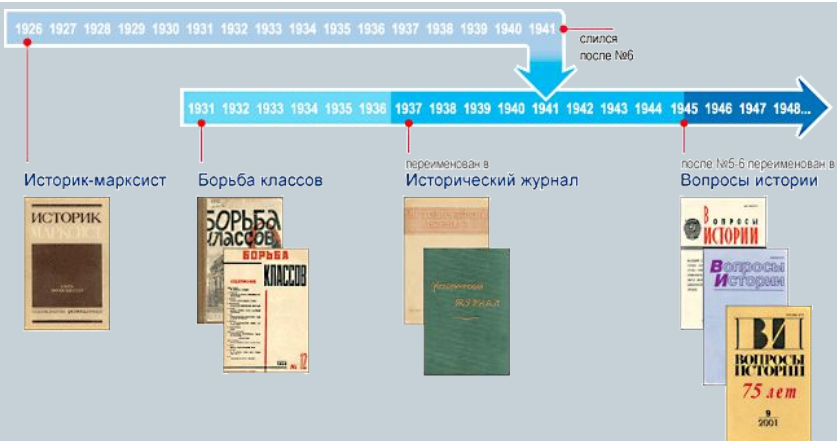 1926 1927 1928 1929 1930 1931 1932 1933 1934 1935 1936 1937 1938 1939 1940 1941
слился
после №6
1931 1932 1933 1934 1935 1936 1937 1938 1939 1940 1941 1942 1943 1944 1945 1946 1947 1948...
переименован в
после №5-6 переименован в
Историк-марксист
Борьба классов
Исторический журнал
Вопросы истории
ИСТОРИК
МАРКСИСТ
БОРЬБА
КЛАССОВ
БОРЬБА
КЛАССОВ
№ 12
Исторический
ЖУРНАЛ
Вопросы
ИСТОРИИ
Вопросы
Истории
ВИ
ВОПРОСЫ
ИСТОРИИ
75 лет
9
2001